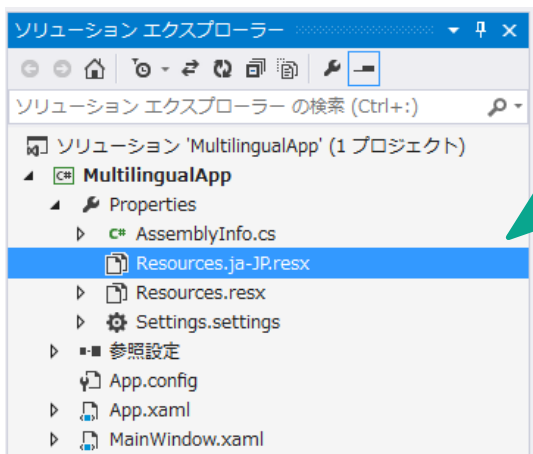 ソリューション エクスプローラー
ソリューション エクスプローラー の検索 (Ctrl+:)
ソリューション 'MultilingualApp' (1 プロジェクト)
C# MultilingualApp
Properties
C# AssemblyInfo.cs
Resources.ja-JP.resx
Resources.resx
Settings.settings
参照設定
App.config
App.xaml
MainWindow.xaml